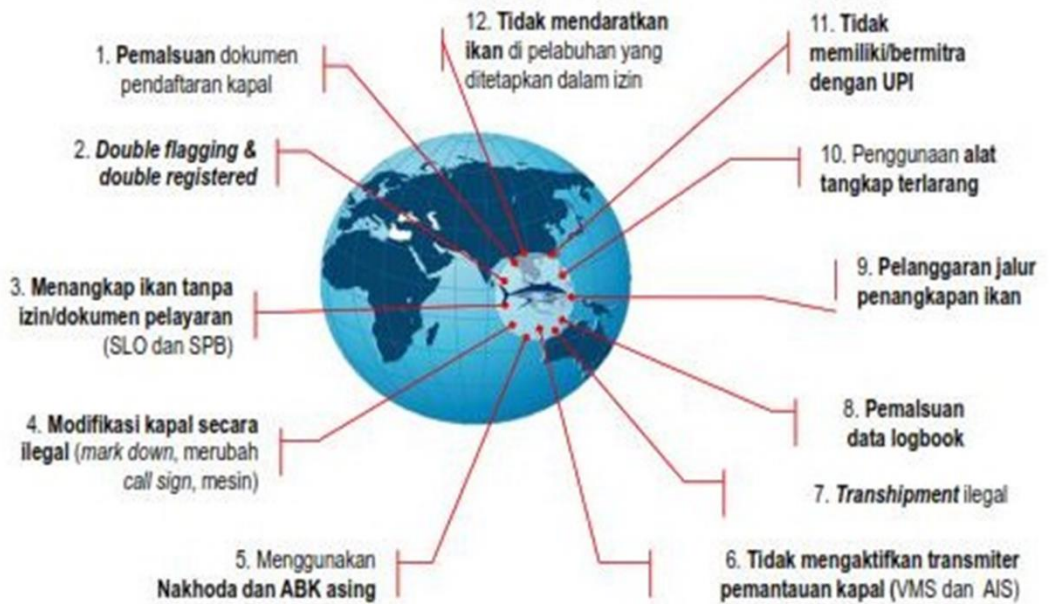 1. Pemalsuan dokumen
pendaftaran kapal
2. Double flagging &
double registered
3. Menangkap ikan tanpa
izin/dokumen pelayaran
(SLO dan SPB)
4. Modifikasi kapal secara
ilegal (mark down, merubah
call sign, mesin)
5. Menggunakan
Nakhoda dan ABK asing
6. Tidak mengaktifkan transmiter
pemantauan kapal (VMS dan AIS)
7. Transhipment ilegal
8. Pemalsuan
data logbook
9. Pelanggaran jalur
penangkapan ikan
10. Penggunaan alat
tangkap terlarang
11. Tidak
memiliki/bermitra
dengan UPI
12. Tidak mendaratkan
ikan di pelabuhan yang
ditetapkan dalam izin